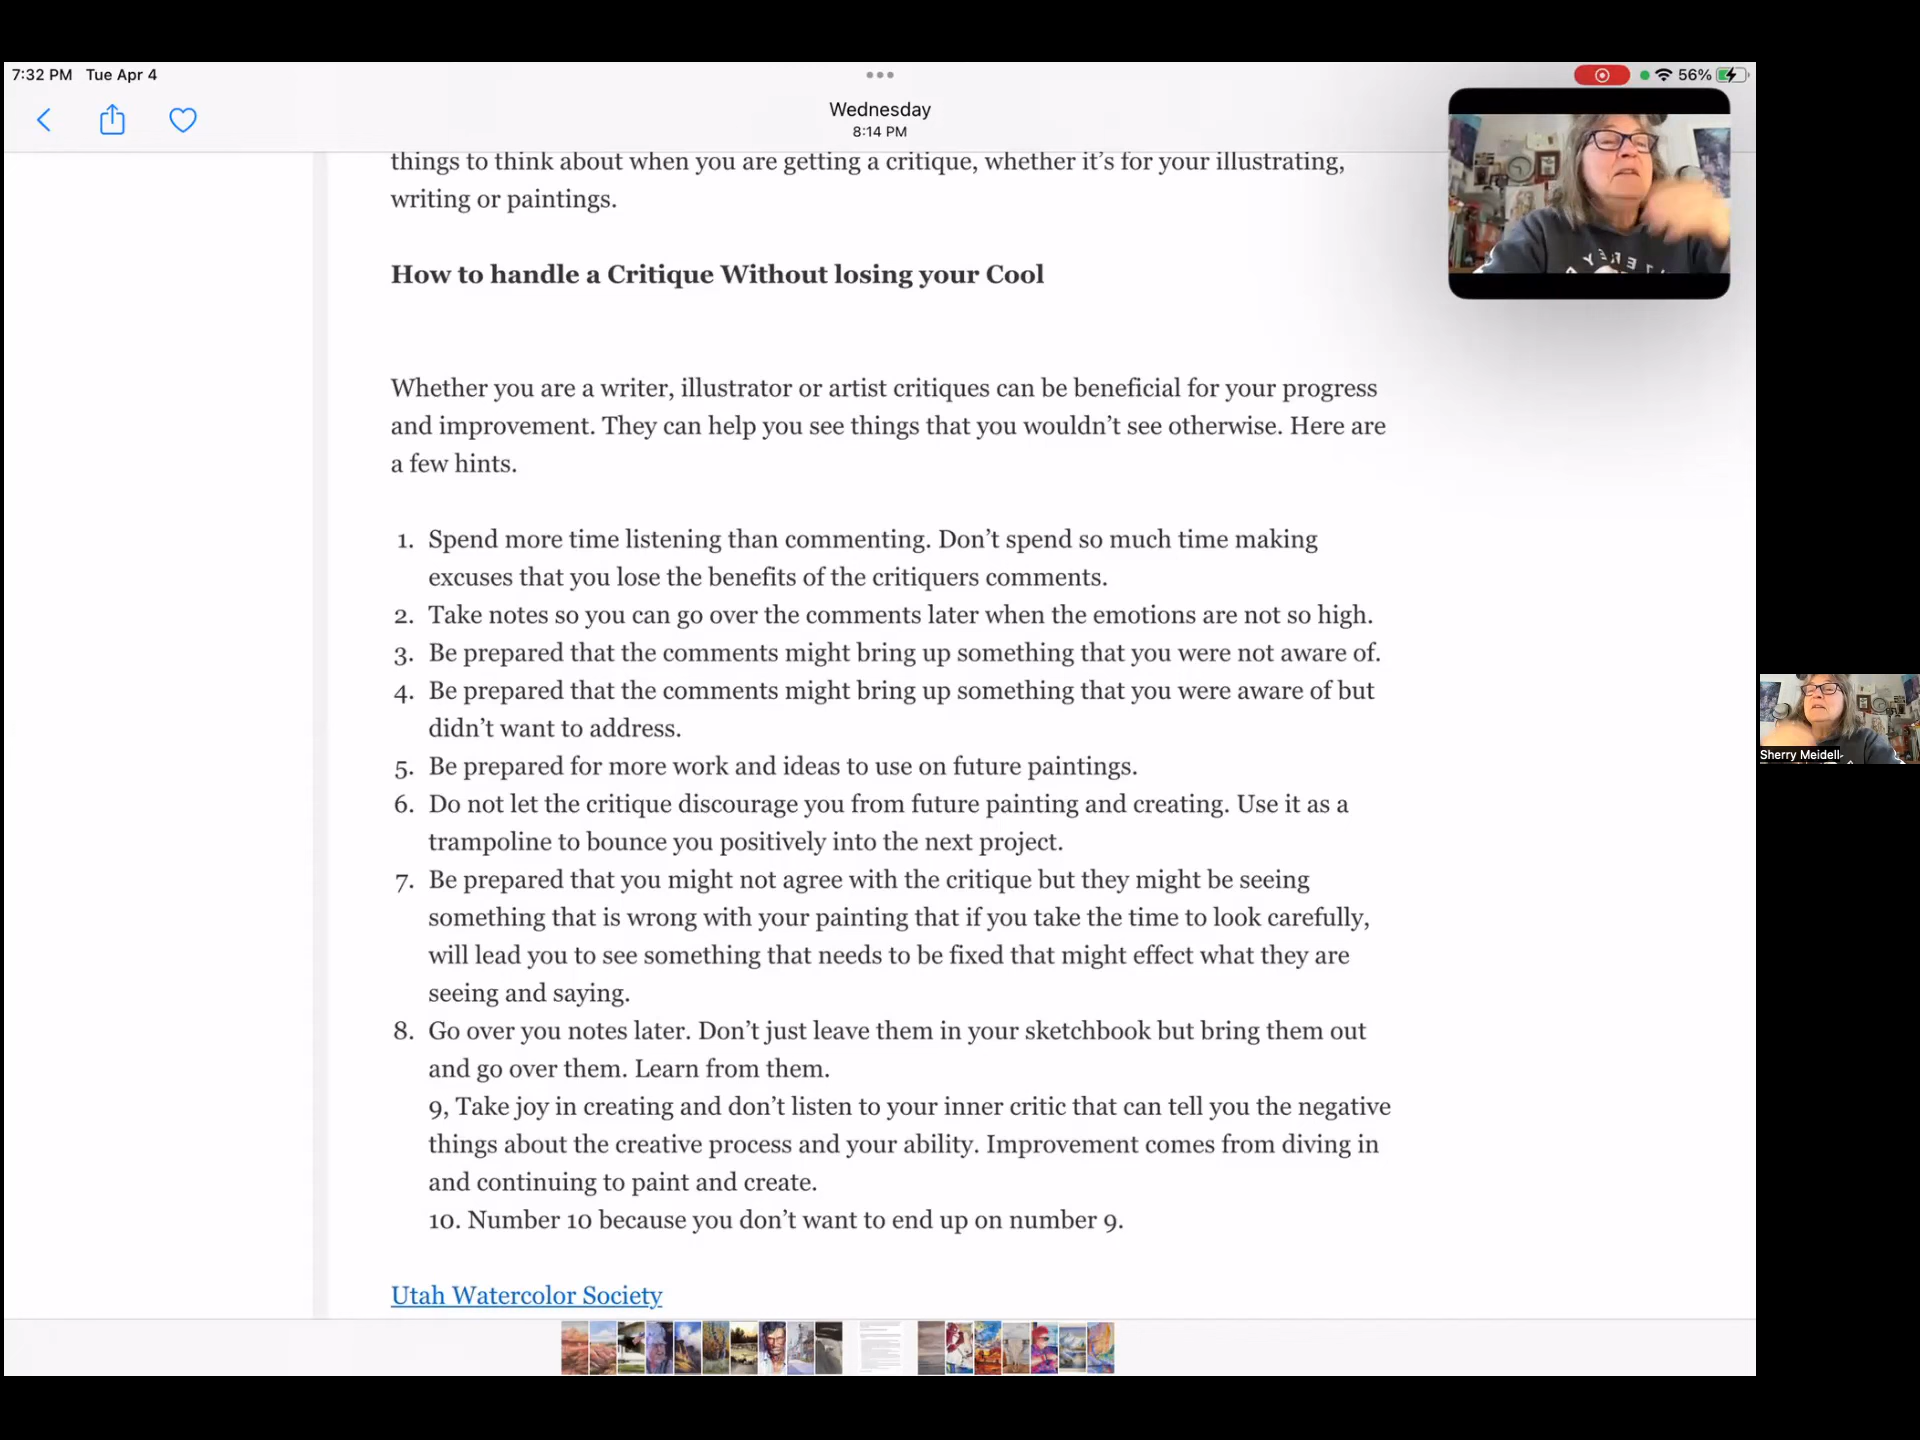 7:32 PM Tue Apr 4
56%
Wednesday
8:14 PM
things to think about when you are getting a critique, whether it's for your illustrating,
writing or paintings.
How to handle a Critique Without losing your Cool
Whether you are a writer, illustrator or artist critiques can be beneficial for your progress
and improvement. They can help you see things that you wouldn't see otherwise. Here are
a few hints.
1. Spend more time listening than commenting. Don't spend so much time making
excuses that you lose the benefits of the critiquers comments.
2. Take notes so you can go over the comments later when the emotions are not so high.
3. Be prepared that the comments might bring up something that you were not aware of.
4. Be prepared that the comments might bring up something that you were aware of but
didn't want to address.
5. Be prepared for more work and ideas to use on future paintings.
6. Do not let the critique discourage you from future painting and creating. Use it as a
trampoline to bounce you positively into the next project.
7. Be prepared that you might not agree with the critique but they might be seeing
something that is wrong with your painting that if you take the time to look carefully,
will lead you to see something that needs to be fixed that might effect what they are
seeing and saying.
8. Go over you notes later. Don't just leave them in your sketchbook but bring them out
and go over them. Learn from them.
9, Take joy in creating and don't listen to your inner critic that can tell you the negative
things about the creative process and your ability. Improvement comes from diving in
and continuing to paint and create.
10. Number 10 because you don't want to end up on number 9.
Utah Watercolor Society
Sherry Meidell